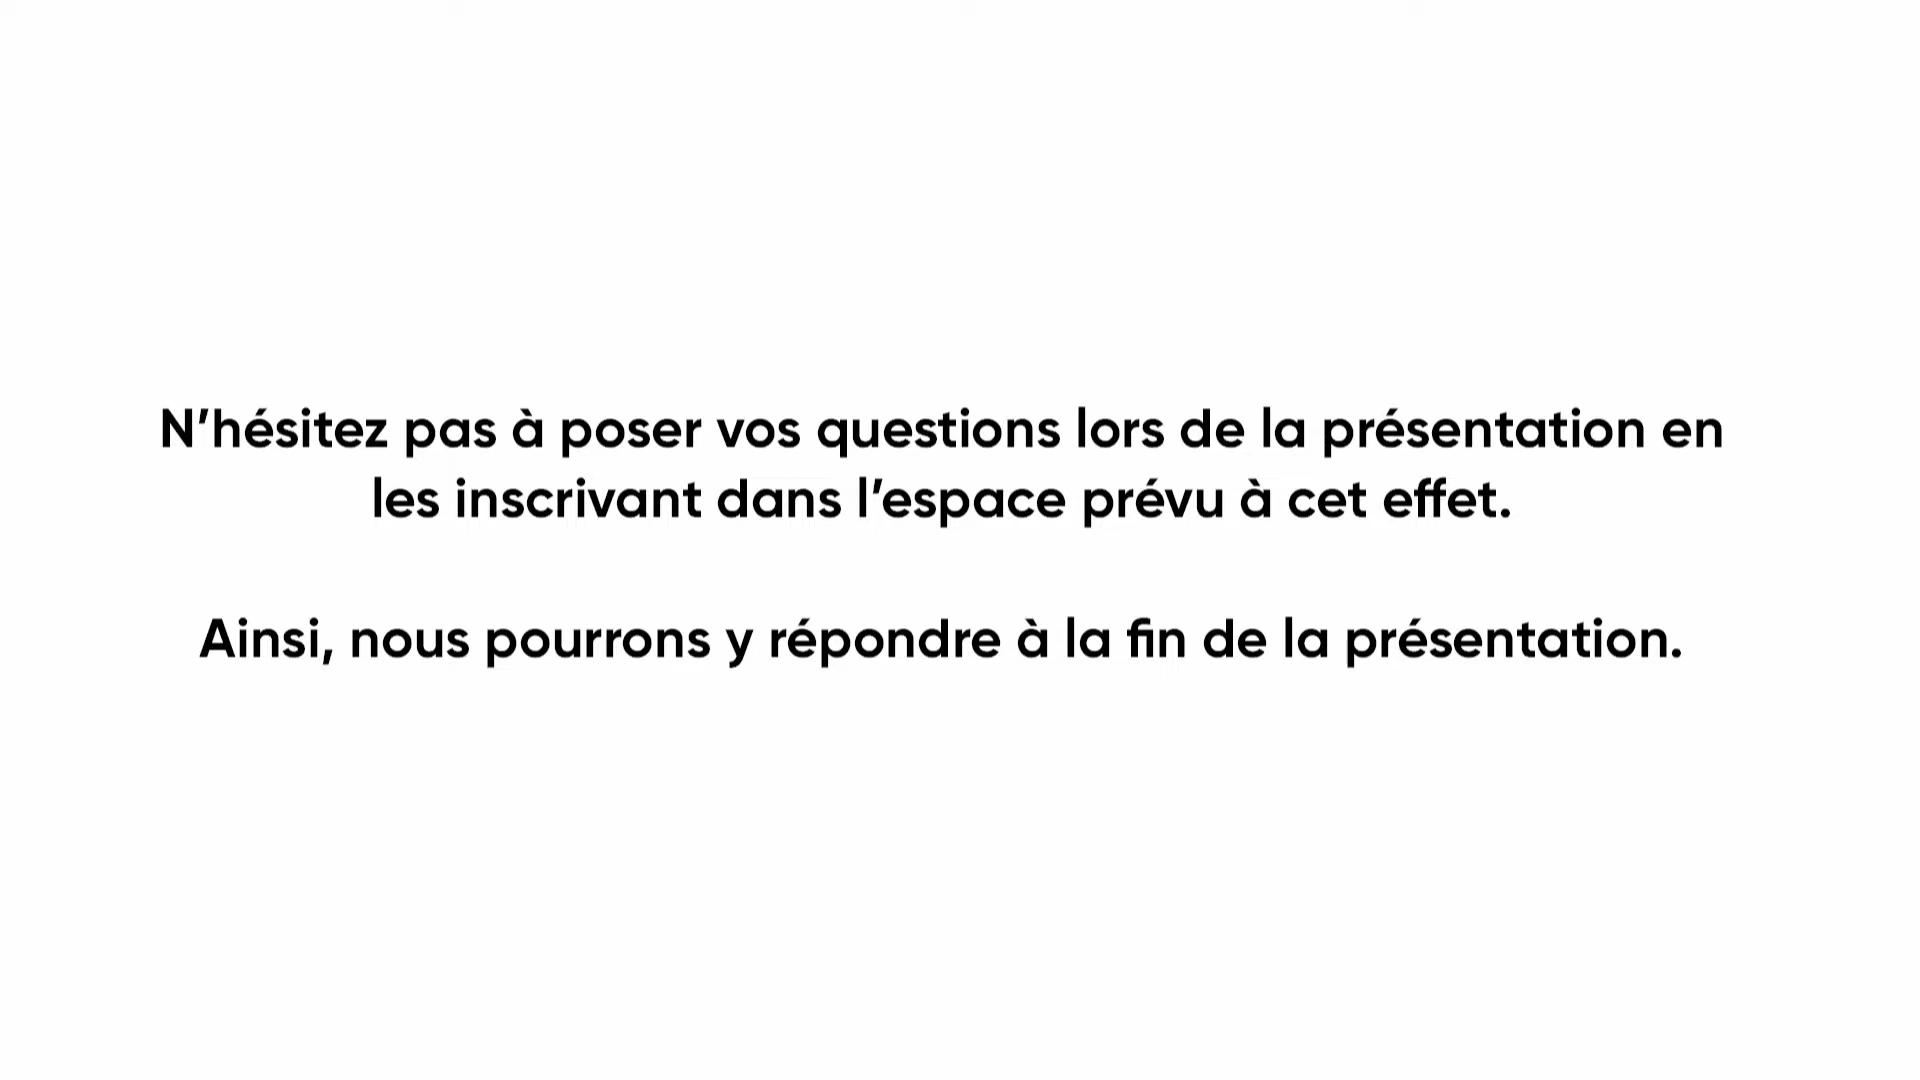 N’hésitez pas à poser vos questions lors de la présentation en
les inscrivant dans l’espace prévu à cet effet.
Ainsi, nous pourrons y répondre à la fin de la présentation.